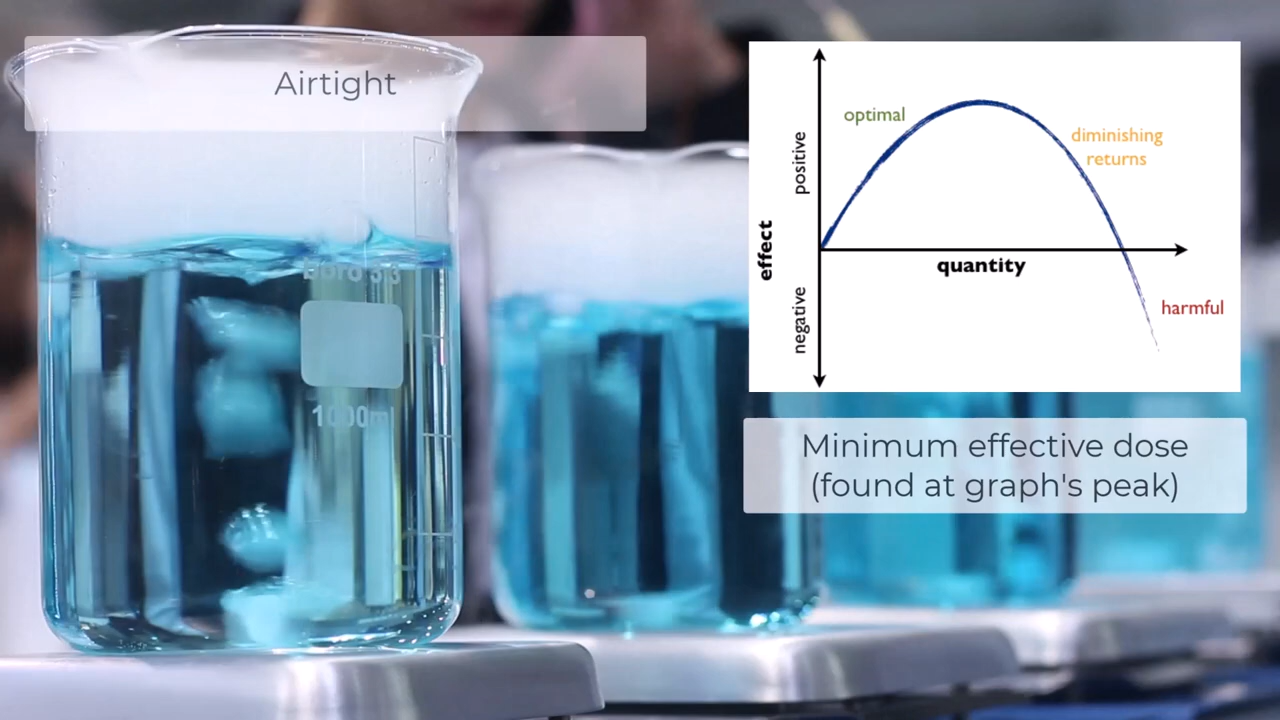 Airtight
optimal
diminishing
returns
positive
effect
quantity
negative
harmful
1000ml
Minimum effective dose
(found at graph's peak)